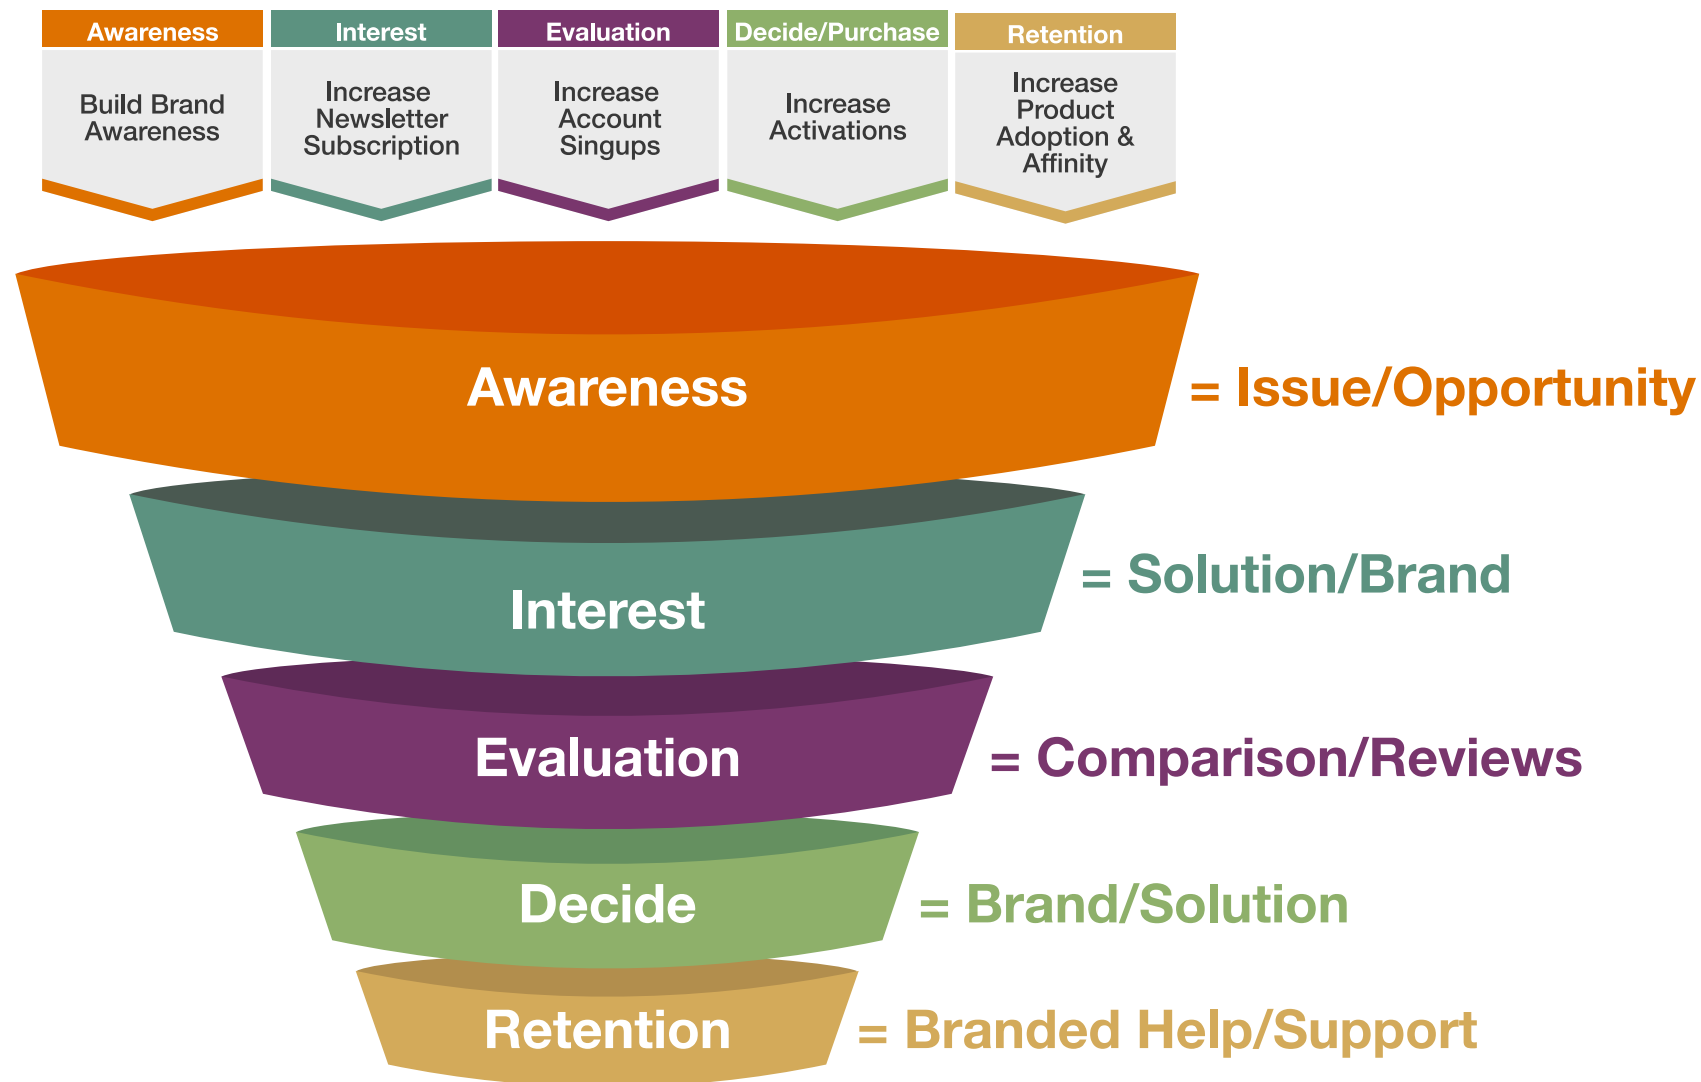 Awareness
Build Brand
Awareness
Interest
Increase
Newsletter
Subscription
Evaluation
Increase
Account
Singups
Decide/Purchase
Increase
Activations
Retention
Increase
Product
Adoption &
Affinity
Awareness
= Issue/Opportunity
Interest
= Solution/Brand
Evaluation
= Comparison/Reviews
Decide
= Brand/Solution
Retention
= Branded Help/Support